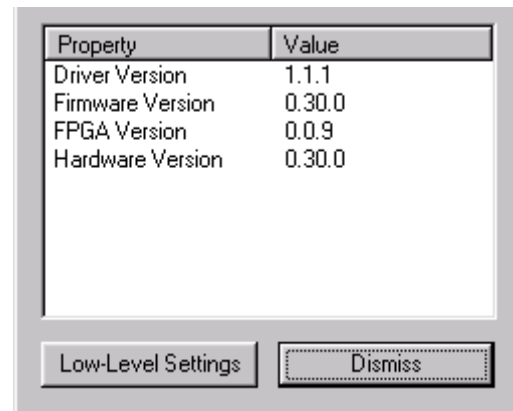 Property Value
Driver Version 1.1.1
Firmware Version 0.30.0
FPGA Version 0.0.9
Hardware Version 0.30.0
Low-Level Settings Dismiss